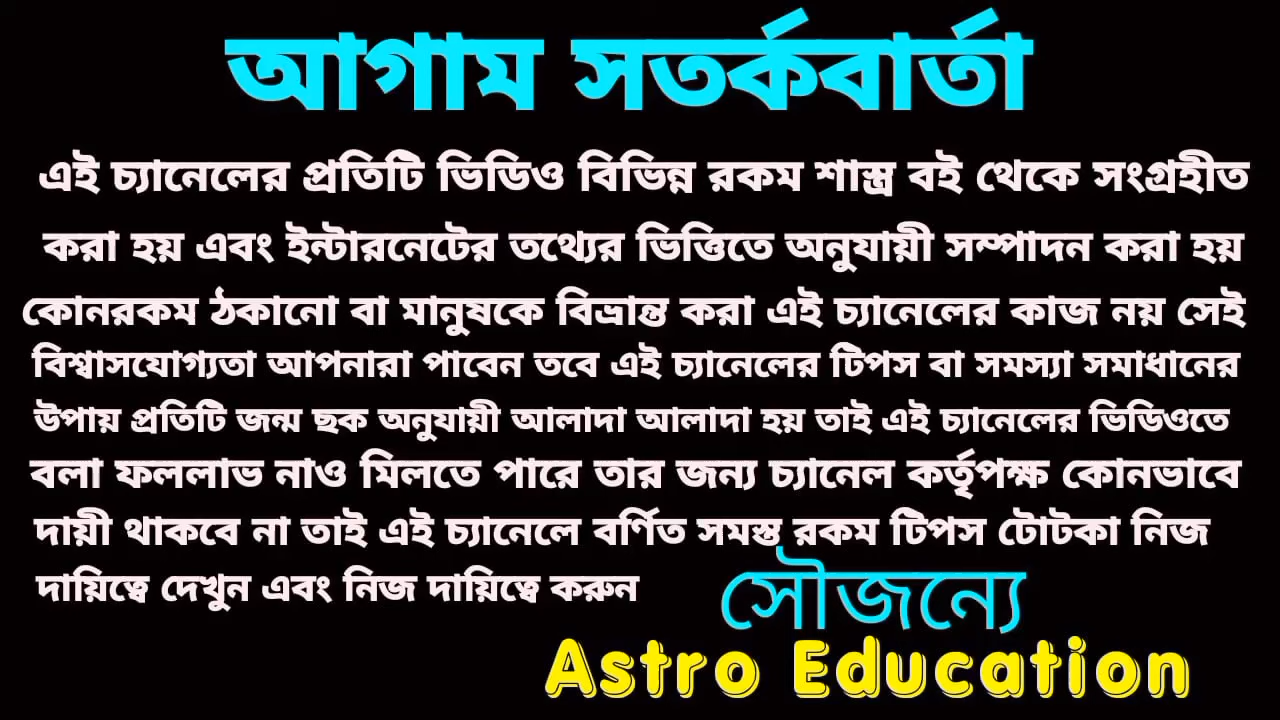 আগাম সতর্কবার্তা
এই চ্যানেলের প্রতিটি ভিডিও বিভিন্ন রকম শাস্ত্র বই থেকে সংগ্রহীত
করা হয় এবং ইন্টারনেটের তথ্যের ভিত্তিতে অনুযায়ী সম্পাদন করা হয়
কোনরকম ঠকানো বা মানুষকে বিভ্রান্ত করা এই চ্যানেলের কাজ নয় সেই
বিশ্বাসযোগ্যতা আপনারা পাবেন তবে এই চ্যানেলের টিপস বা সমস্যা সমাধানের
উপায় প্রতিটি জন্ম ছক অনুযায়ী আলাদা আলাদা হয় তাই এই চ্যানেলের ভিডিওতে
বলা ফললাভ নাও মিলতে পারে তার জন্য চ্যানেল কর্তৃপক্ষ কোনভাবে
দায়ী থাকবে না তাই এই চ্যানেলে বর্ণিত সমস্ত রকম টিপস টোটকা নিজ
দায়িত্বে দেখুন এবং নিজ দায়িত্বে করুন
সৌজন্যে
Astro Education